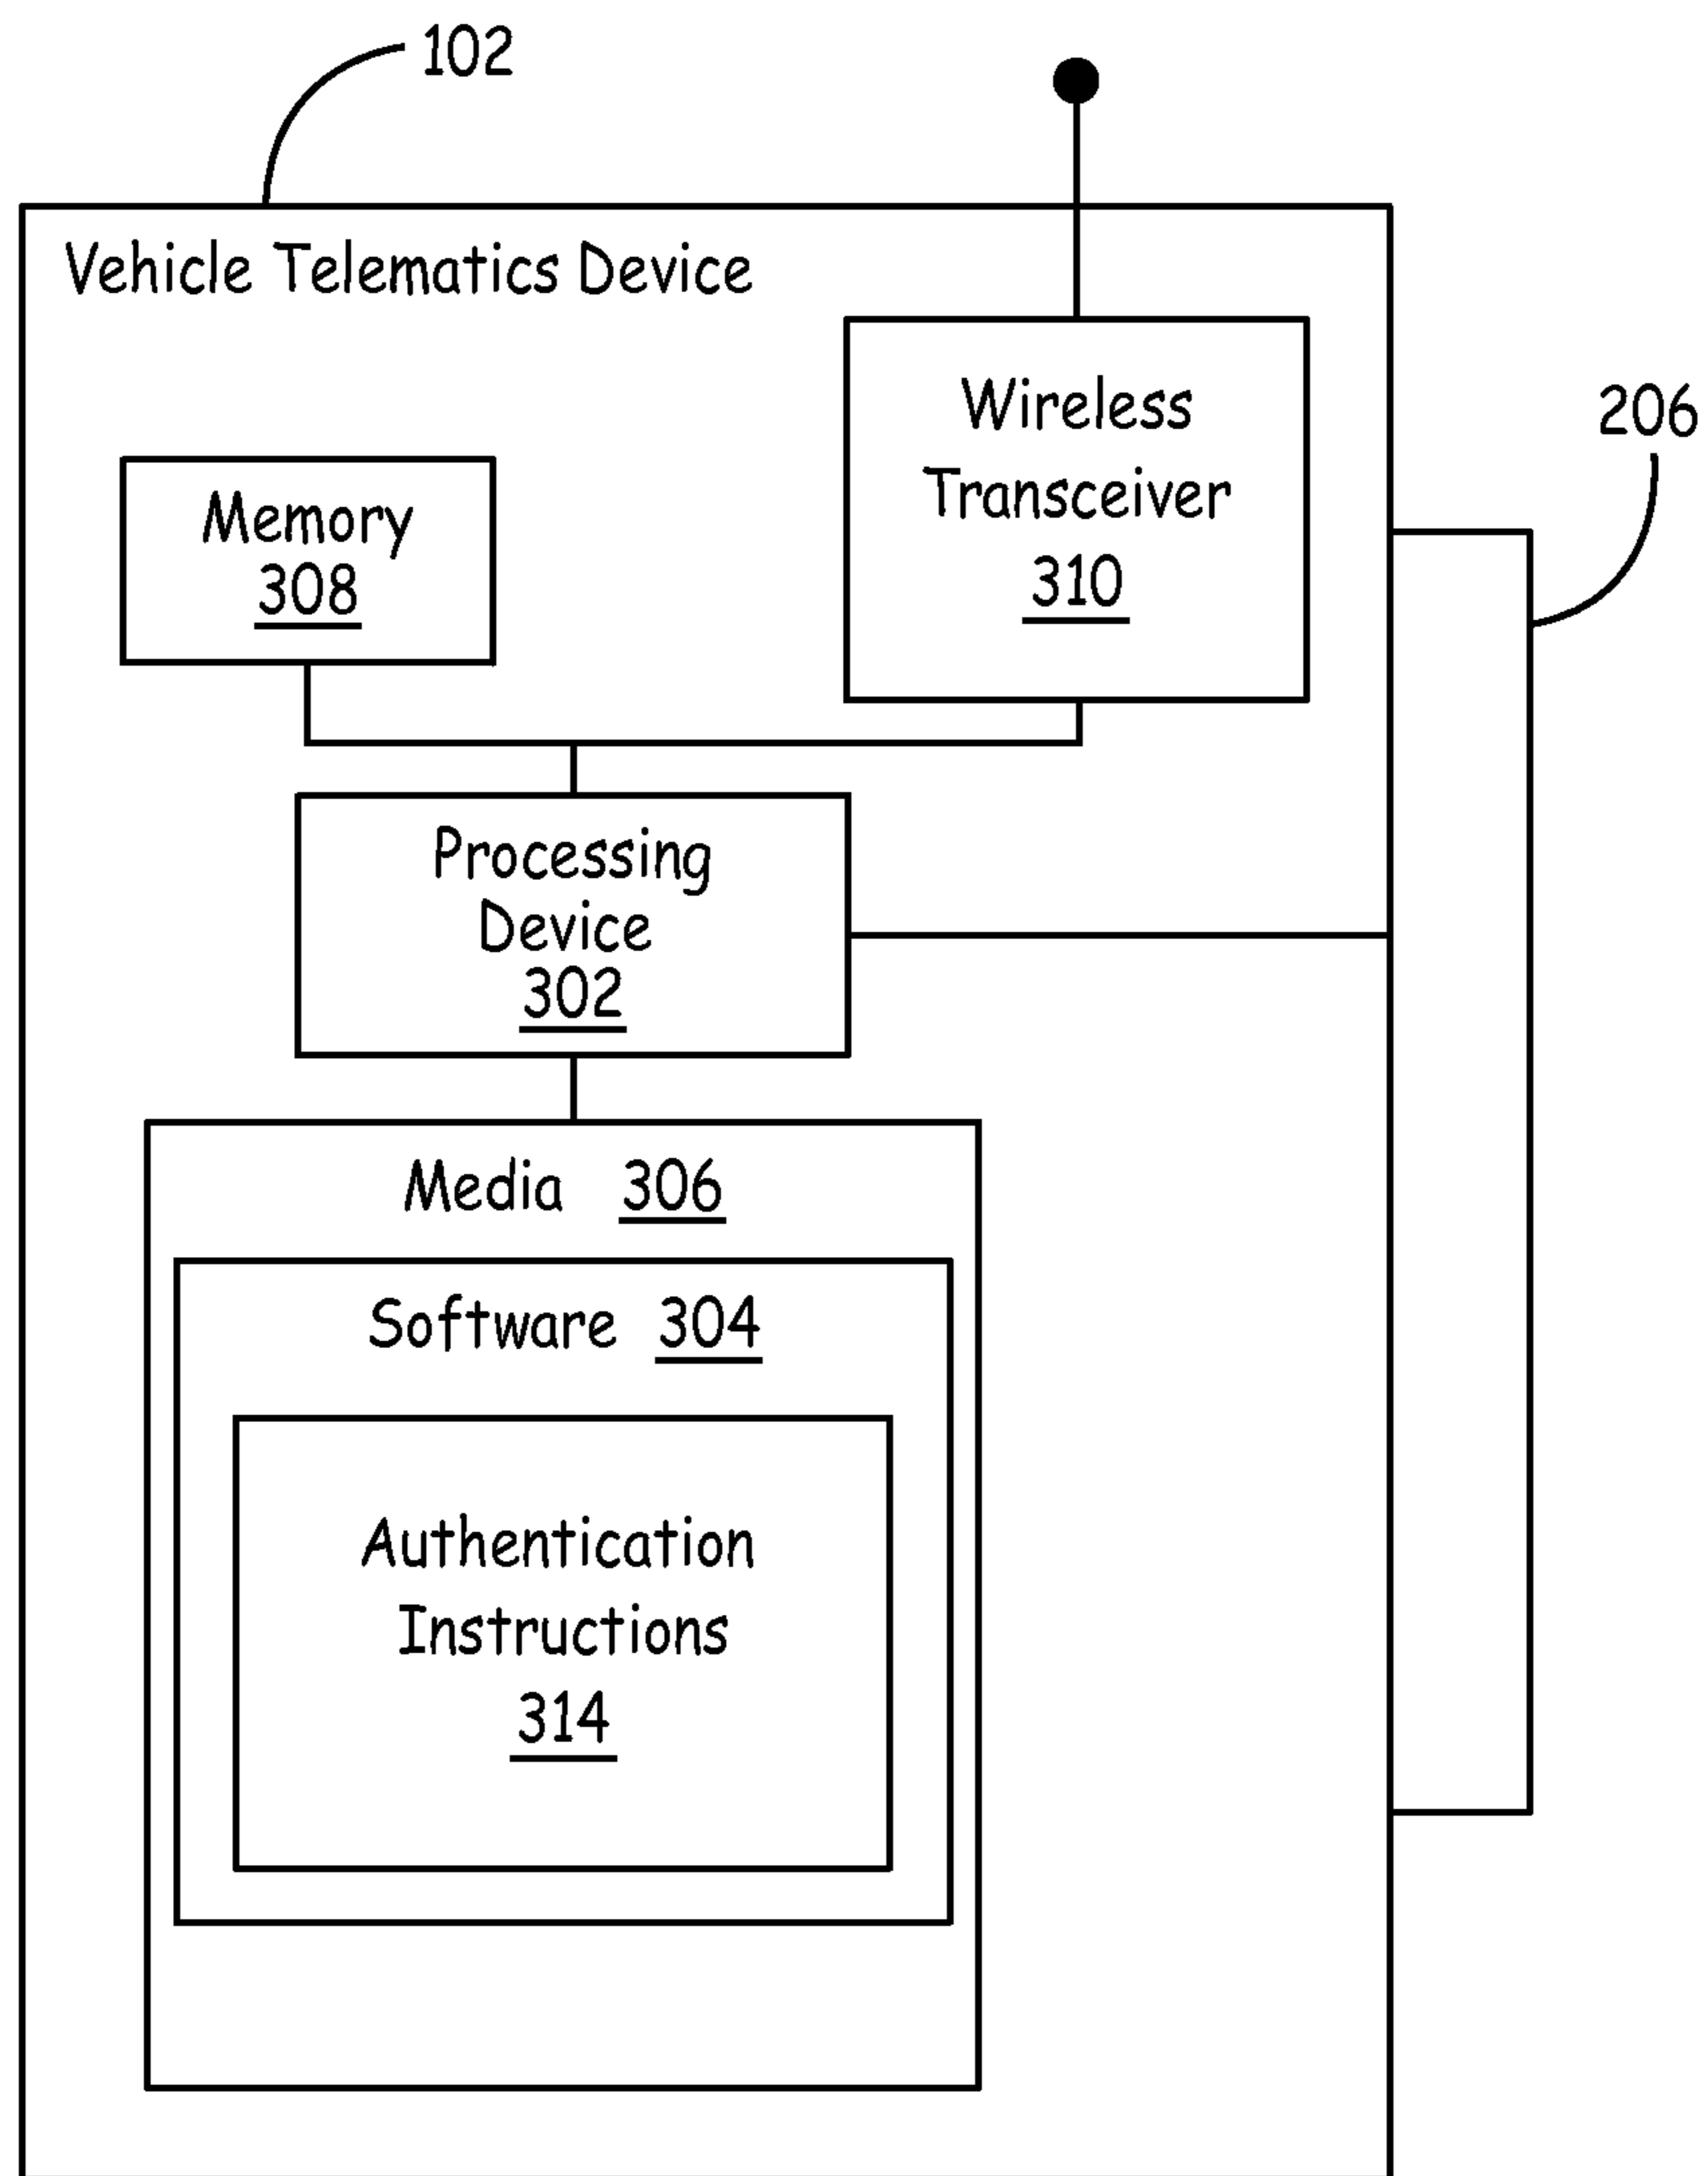 102
Vehicle Telematics Device
Wireless
Transceiver
310
206
Memory
308
Processing
Device
302
Media 306
Software 304
Authentication
Instructions
314